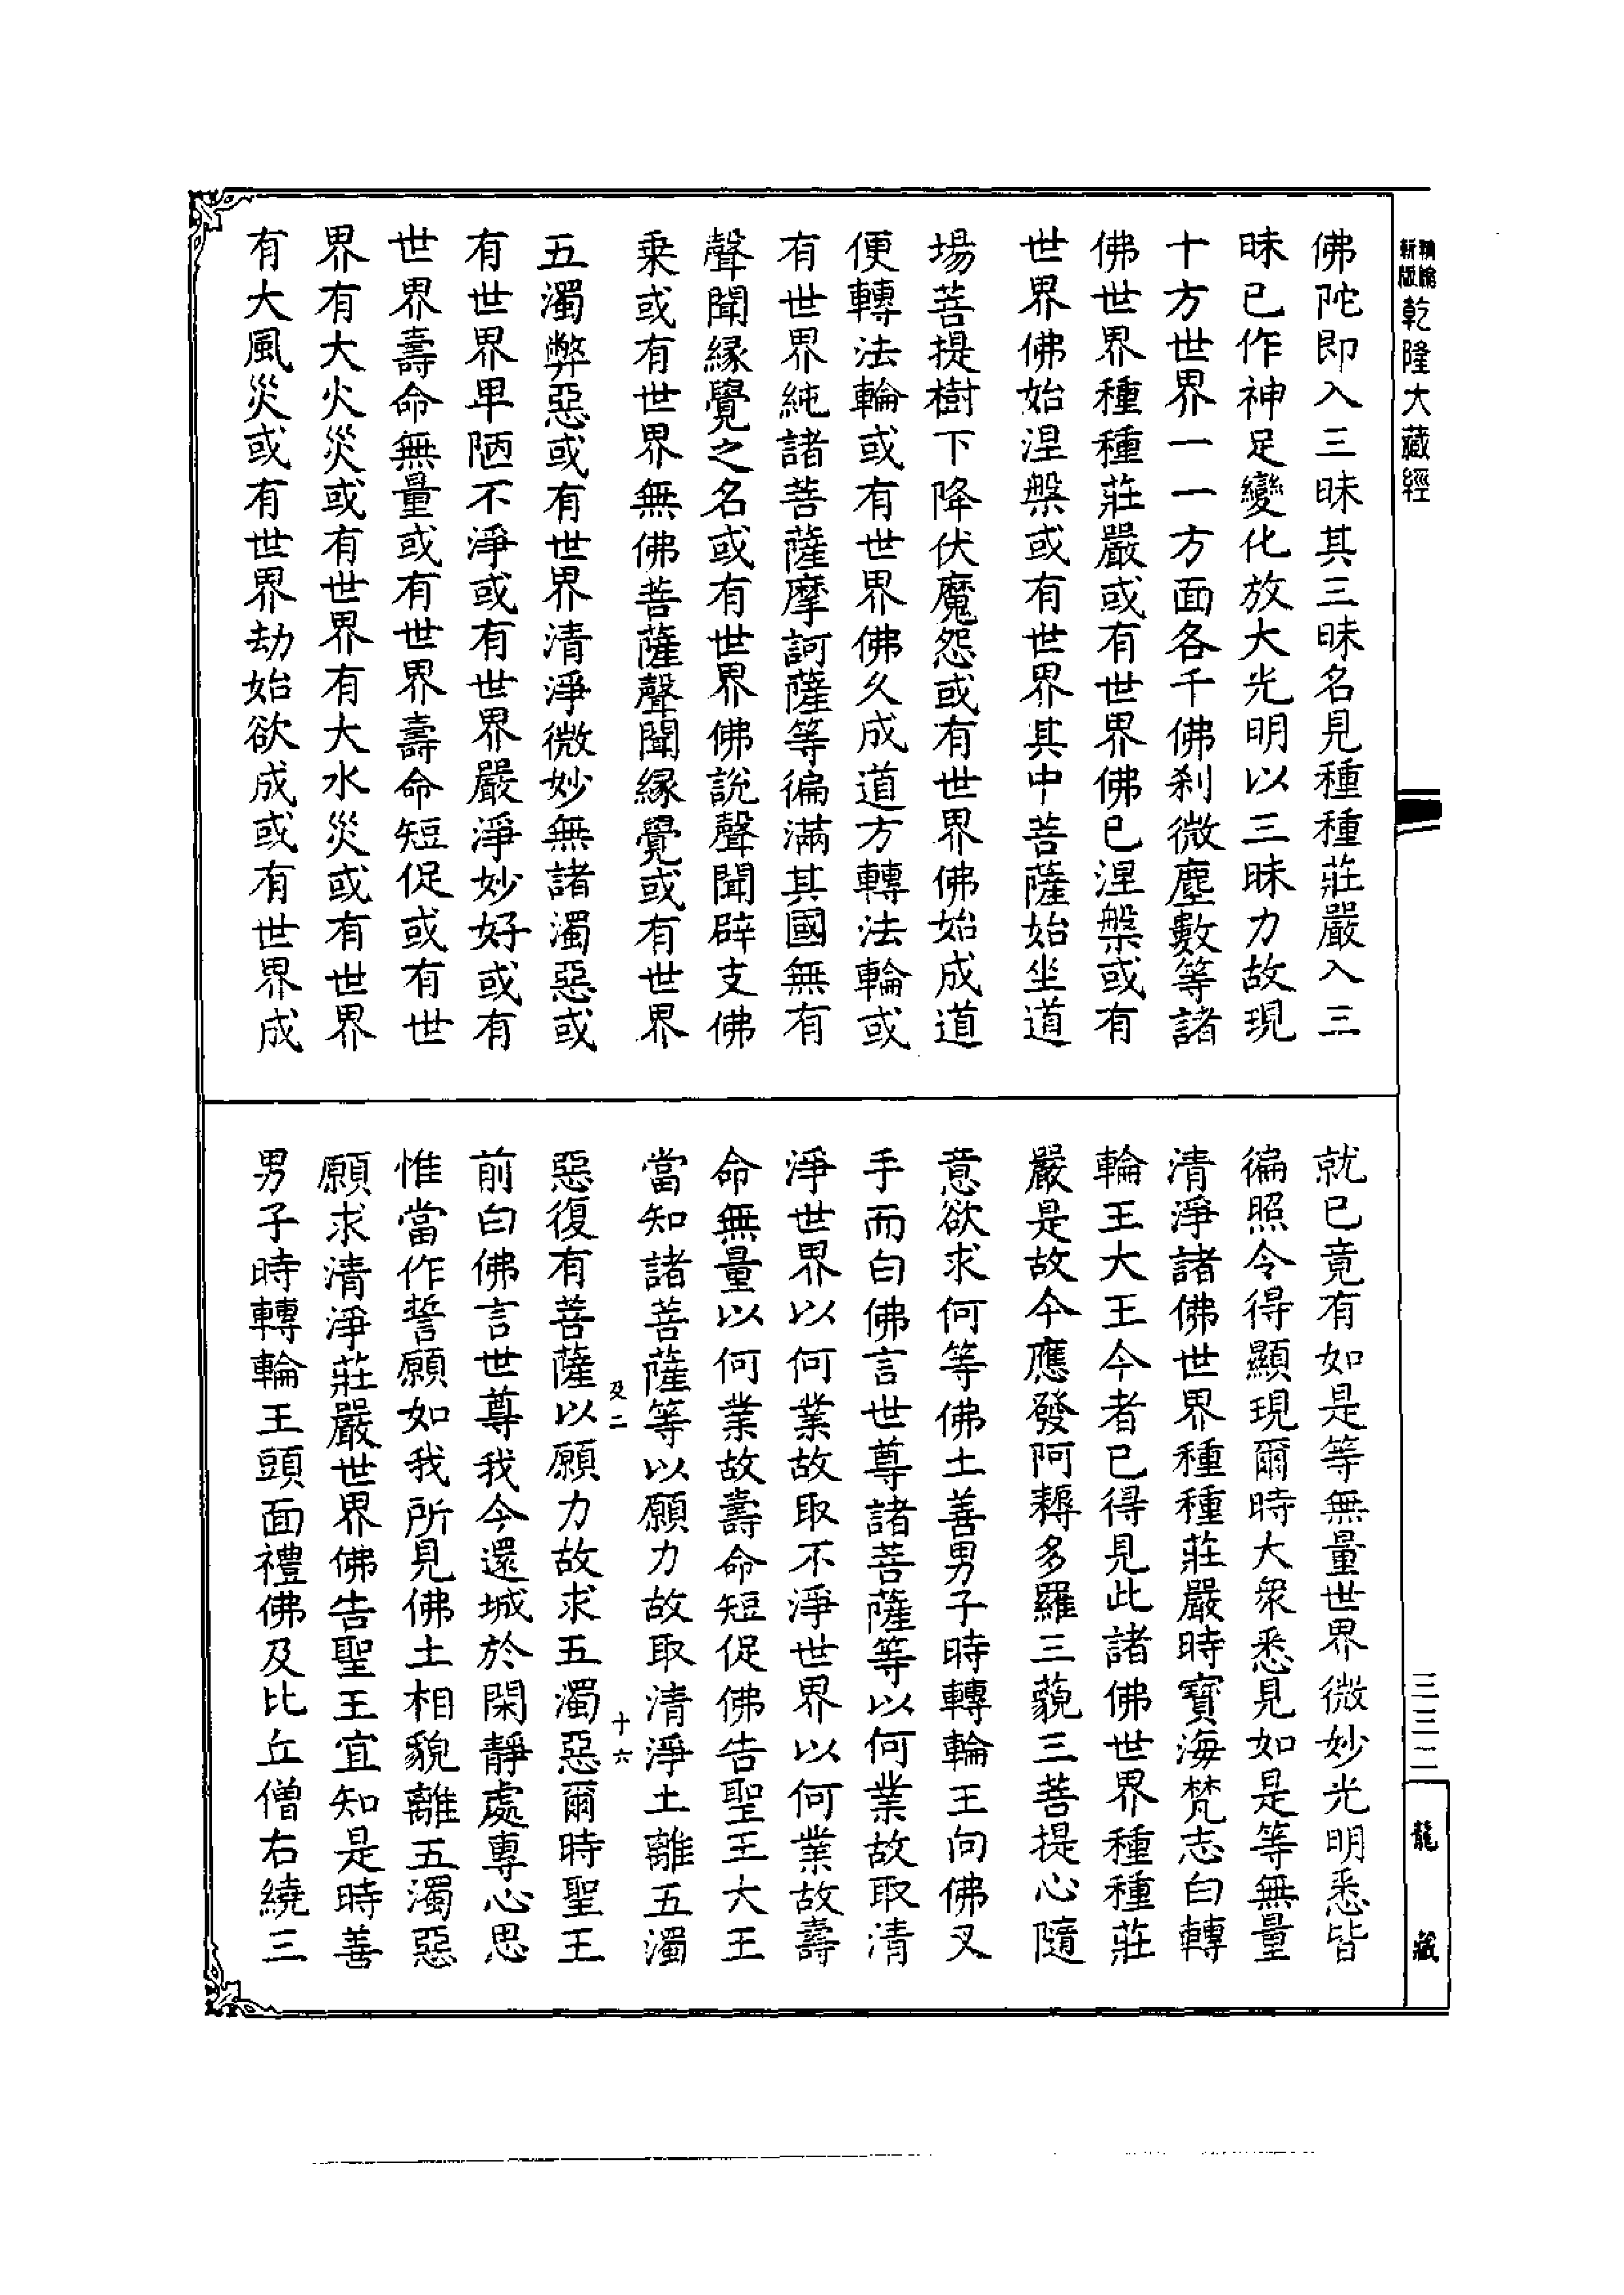 精編
新版
乾隆大藏經
佛陀即入三昧其三昧名見種種莊嚴入三
昧已作神足變化放大光明以三昧力故現
十方世界一一方面各千佛刹微塵數等諸
佛世界種種莊嚴或有世界佛已涅槃或有
世界佛始涅槃或有世界其中菩薩始坐道
場菩提樹下降伏魔怨或有世界佛始成道
便轉法輪或有世界佛久成道方轉法輪或
有世界純諸菩薩摩訶薩等徧滿其國無有
聲聞緣覺之名或有世界佛說聲聞辟支佛
乗或有世界無佛菩薩聲聞緣覺或有世界
五濁弊惡或有世界清淨微妙無諸濁惡或
有世界卑陋不淨或有世界嚴淨妙好或有
世界壽命無量或有世界壽命短促或有世
界有大火災或有世界有大水災或有世界
有大風災或有世界劫始欲成或有世界成
就已竟有如是等無量世界微妙光明悉皆
徧照令得顯現爾時大眾悉見如是等無量
清淨諸佛世界種種莊嚴時寶海梵志白轉
輪王大王今者已得見此諸佛世界種種莊
嚴是故今應發阿耨多羅三藐三菩提心隨
意欲求何等佛土善男子時轉輪王向佛叉
手而白佛言世尊諸菩薩等以何業故取清
淨世界以何業故取不淨世界以何業故壽
命無量以何業故壽命短促佛告聖王大王
當知諸菩薩等以願力故取清淨土離五濁
及二　十六
惡復有菩薩以願力故求五濁惡爾時聖王
前白佛言世尊我今還城於閑靜處專心思
惟當作誓願如我所見佛土相貌離五濁惡
願求清淨莊嚴世界佛告聖王宜知是時善
男子時轉輪王頭面禮佛及比丘僧右繞三
三三二
龍藏